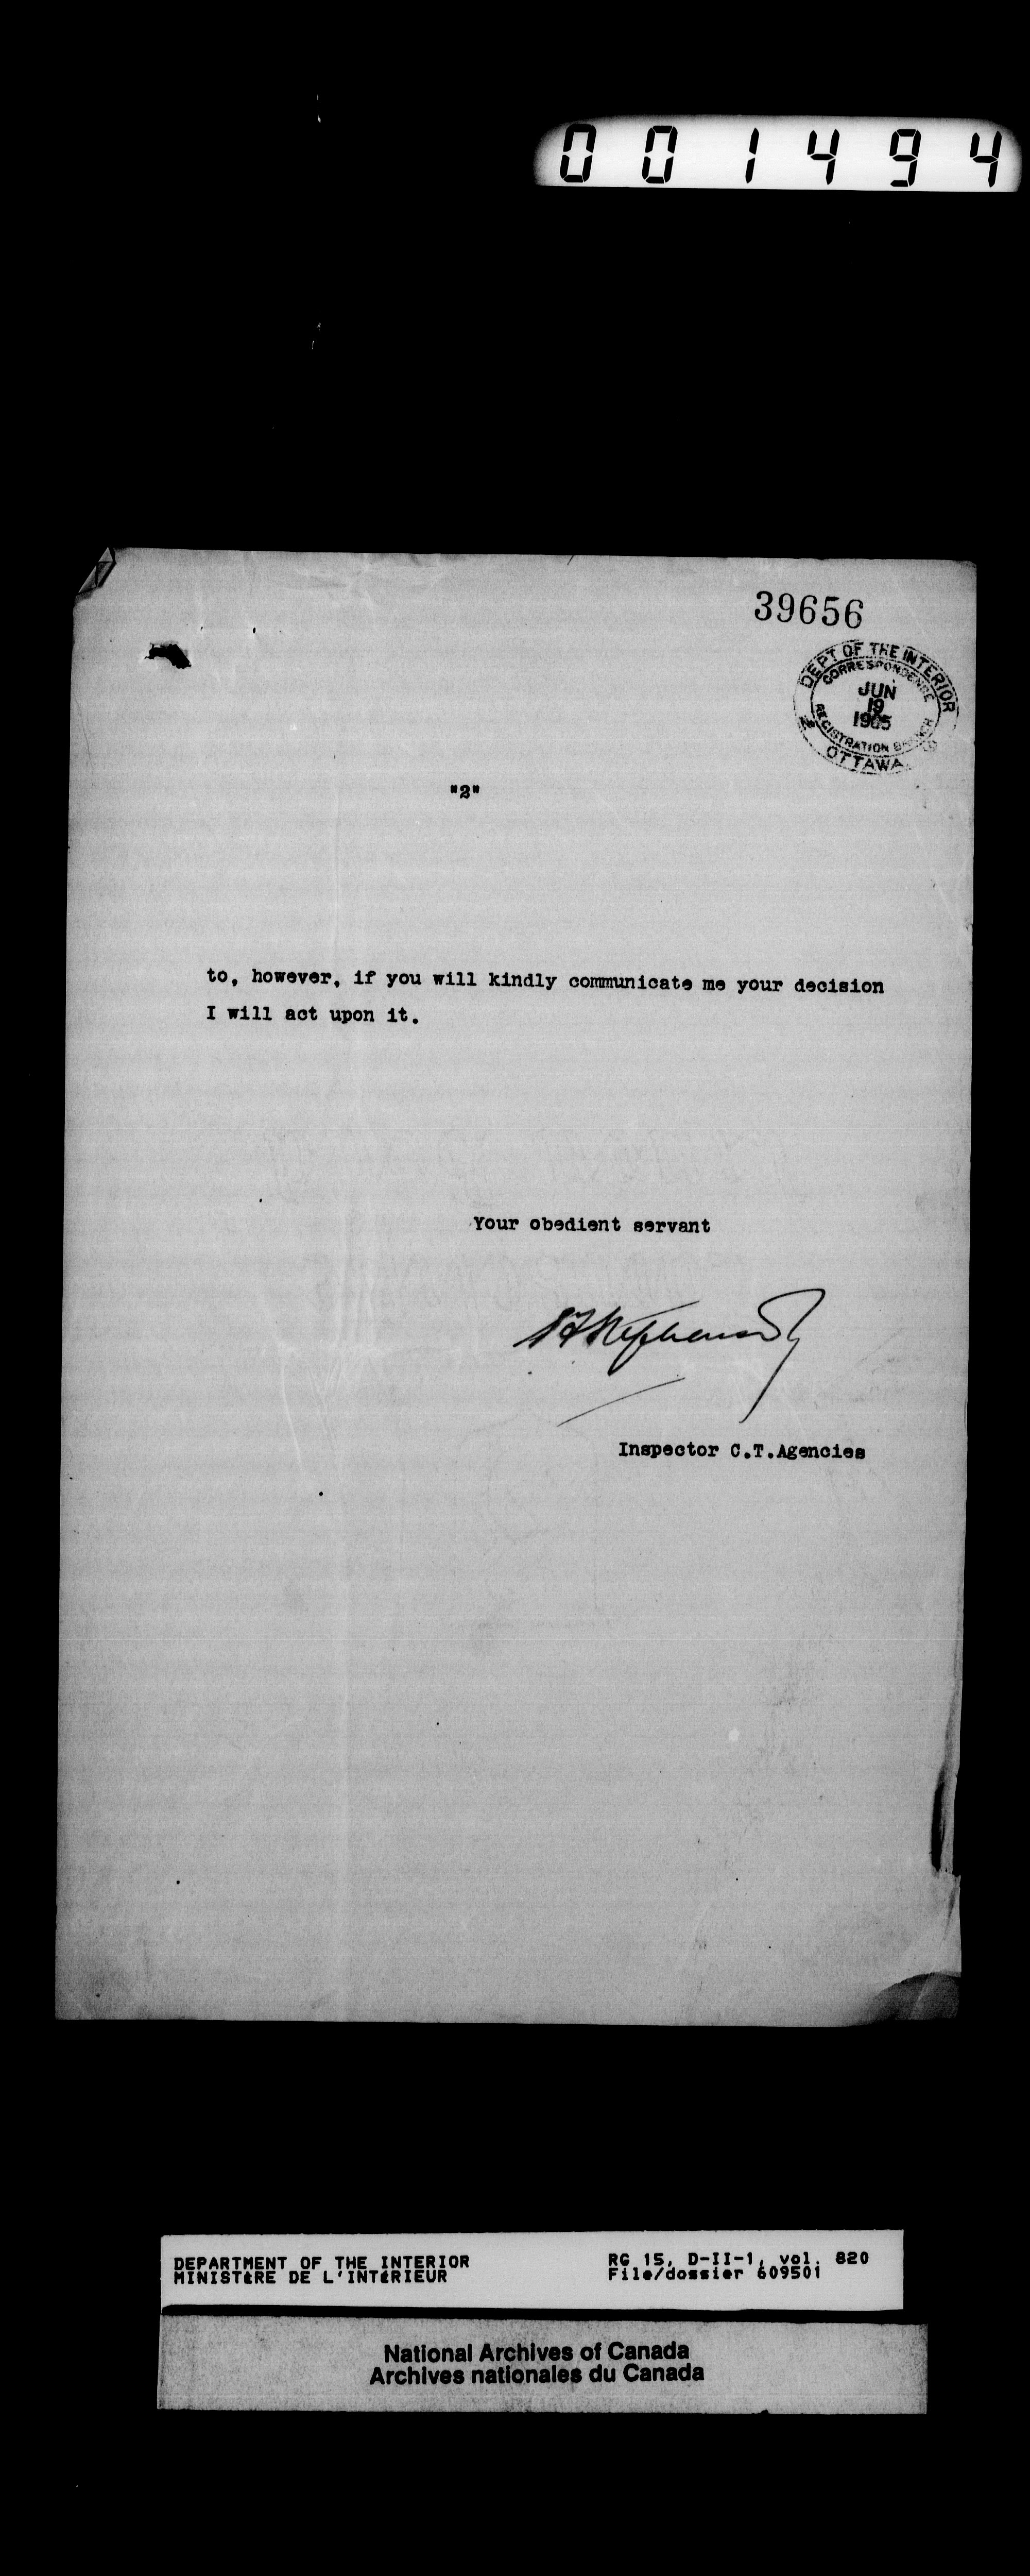 001494
39656
DEPT OF THE INTERIOR
CORRESPONDENCE
JUN
19
1905
REGISTRATION BRANCH
OTTAWA
"2"
to, however, if you will kindly communicate me your decision
I will act upon it.
Your obedient servant
Inspector C.T.Agencies
DEPARTMENT OF THE INTERIOR
MINISTÈRE DE L'INTÉRIEUR
RG 15, D-II-1, vol. 820
File/dossier 609501
National Archives of Canada
Archives nationales du Canada